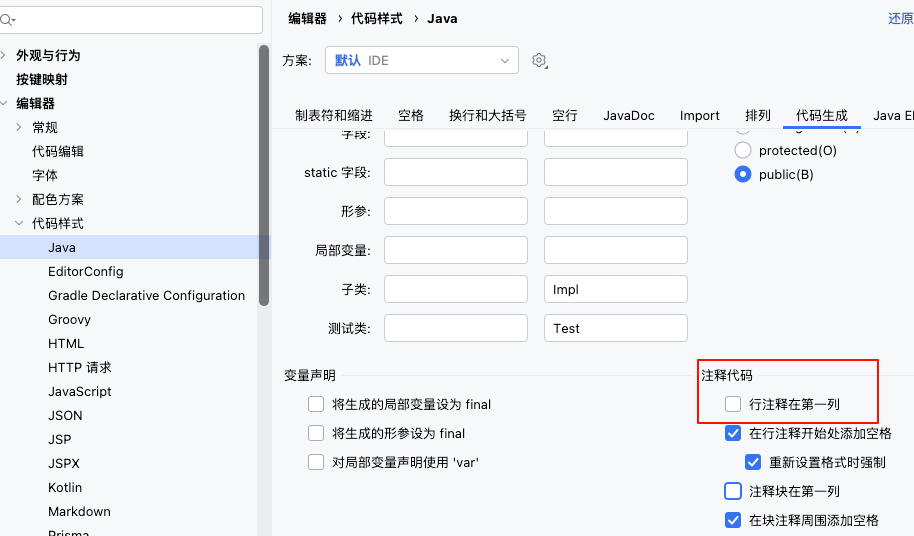 编辑器 › 代码样式 › Java
还原
外观与行为
按键映射
编辑器
常规
代码编辑
字体
配色方案
代码样式
Java
EditorConfig
Gradle Declarative Configuration
Groovy
HTML
HTTP 请求
JavaScript
JSON
JSP
JSPX
Kotlin
Markdown
Prisma
方案: 默认 IDE
制表符和缩进 空格 换行和大括号 空行 JavaDoc Import 排列 代码生成 Java
字段:
static 字段:
形参:
局部变量:
子类: Impl
测试类: Test
protected(O)
public(B)
变量声明
将生成的局部变量设为 final
将生成的形参设为 final
对局部变量声明使用 'var'
注释代码
行注释在第一列
在行注释开始处添加空格
重新设置格式时强制
注释块在第一列
在块注释周围添加空格